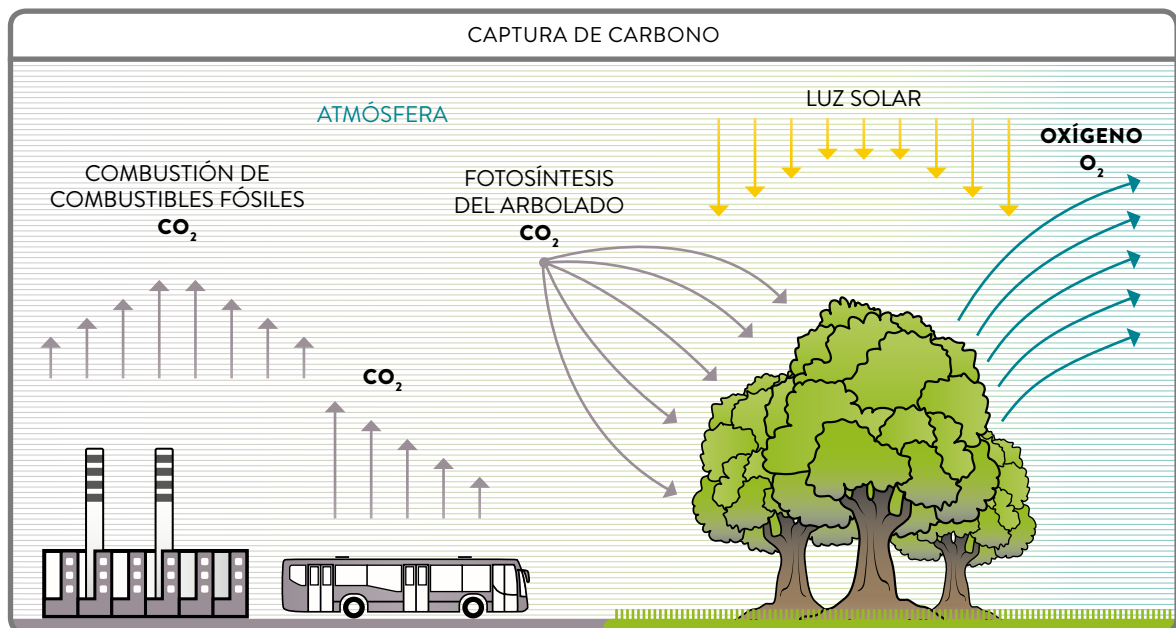 CAPTURA DE CARBONO
ATMÓSFERA
LUZ SOLAR
OXÍGENO
O₂
COMBUSTIÓN DE
COMBUSTIBLES FÓSILES
CO₂
FOTOSÍNTESIS
DEL ARBOLADO
CO₂
CO₂